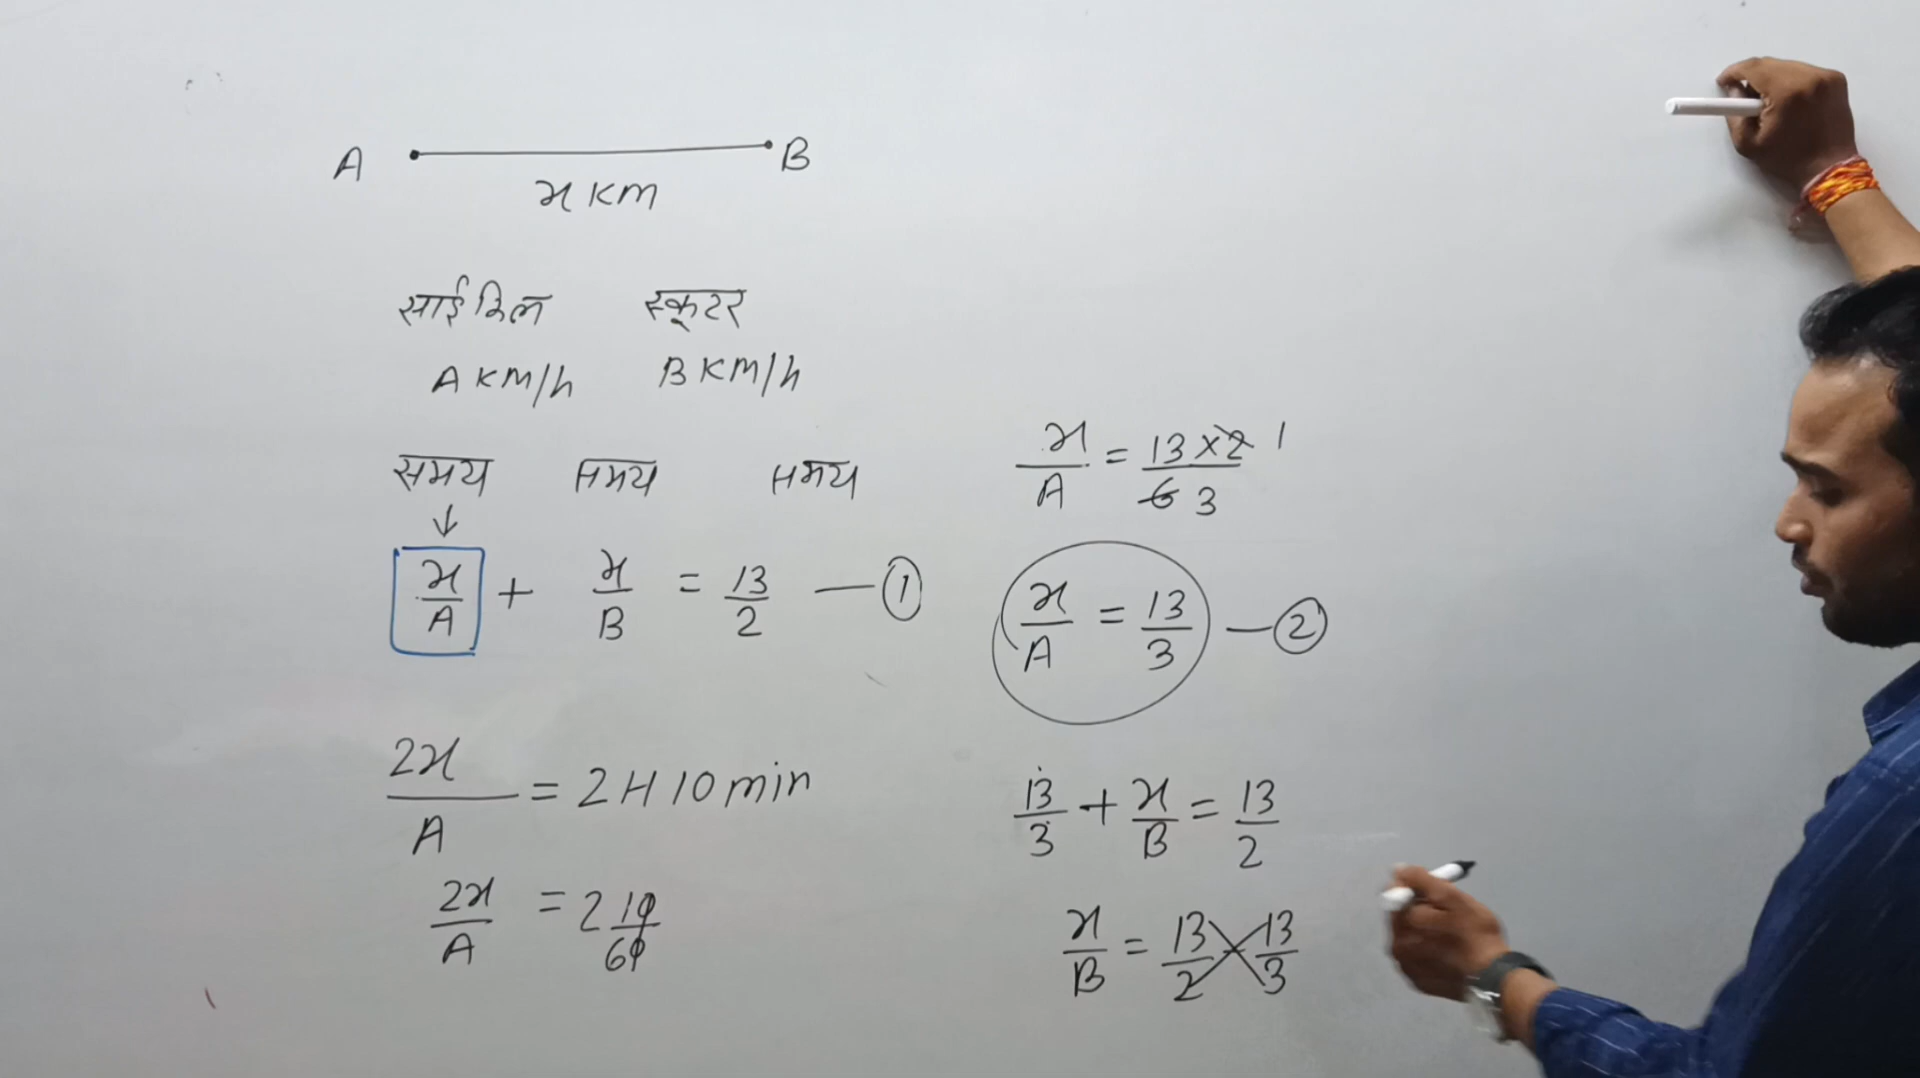 A B
x KM
साईकिल स्कूटर
A KM/h B KM/h
समय समय समय
↓
x/A + x/B = 13/2 — ①
2x/A = 2H 10 min
2x/A = 2 10/60
x/A = 13×2 1/6 3
x/A = 13/3 — ②
13/3 + x/B = 13/2
x/B = 13/2 - 13/3